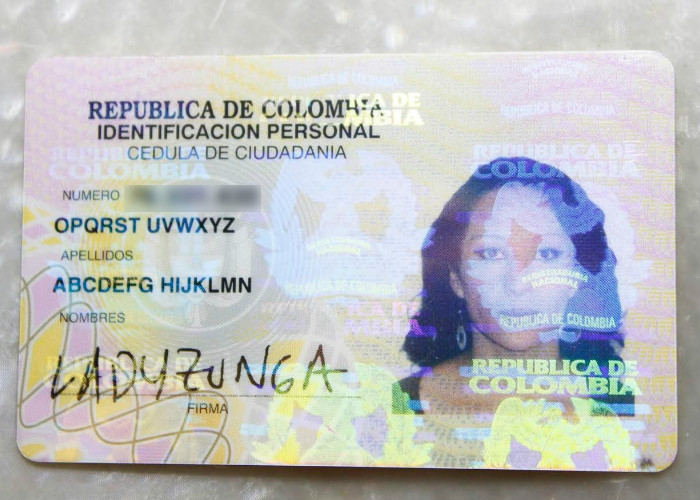 REPUBLICA DE COLOMBIA
IDENTIFICACION PERSONAL
CEDULA DE CIUDADANIA
NUMERO
OPQRST UVWXYZ
APELLIDOS
ABCDEFG HIJKLMN
NOMBRES
LADYZUNGA
FIRMA
REPUBLICA DE COLOMBIA
REPUBLICA DE COLOMBIA
REPUBLICA DE
COLOMBIA
REGISTRADURIA
NACIONAL
REPUBLICA DE COLOMBIA
REPUBLICA DE
COLOMBIA